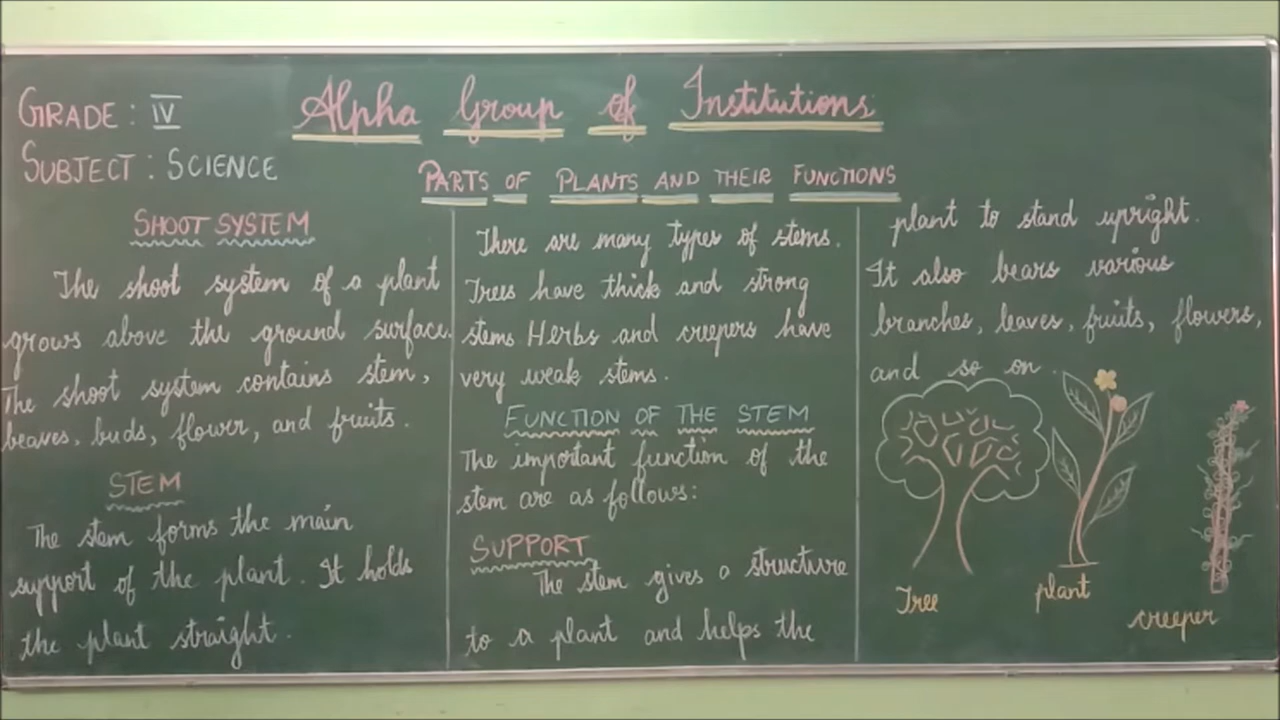 GRADE : IV
Alpha Group of Institutions
SUBJECT : SCIENCE
PARTS OF PLANTS AND THEIR FUNCTIONS
SHOOT SYSTEM
The shoot system of a plant
grows above the ground surface.
The shoot system contains stem,
leaves, buds, flower, and fruits.
STEM
The stem forms the main
support of the plant. It holds
the plant straight.
There are many types of stems.
Trees have thick and strong
stems Herbs and creepers have
very weak stems.
FUNCTION OF THE STEM
The important function of the
stem are as follows:
SUPPORT
The stem gives a structure
to a plant and helps the
plant to stand upright.
It also bears various
branches, leaves, fruits, flowers,
and so on.
Tree
plant
creeper